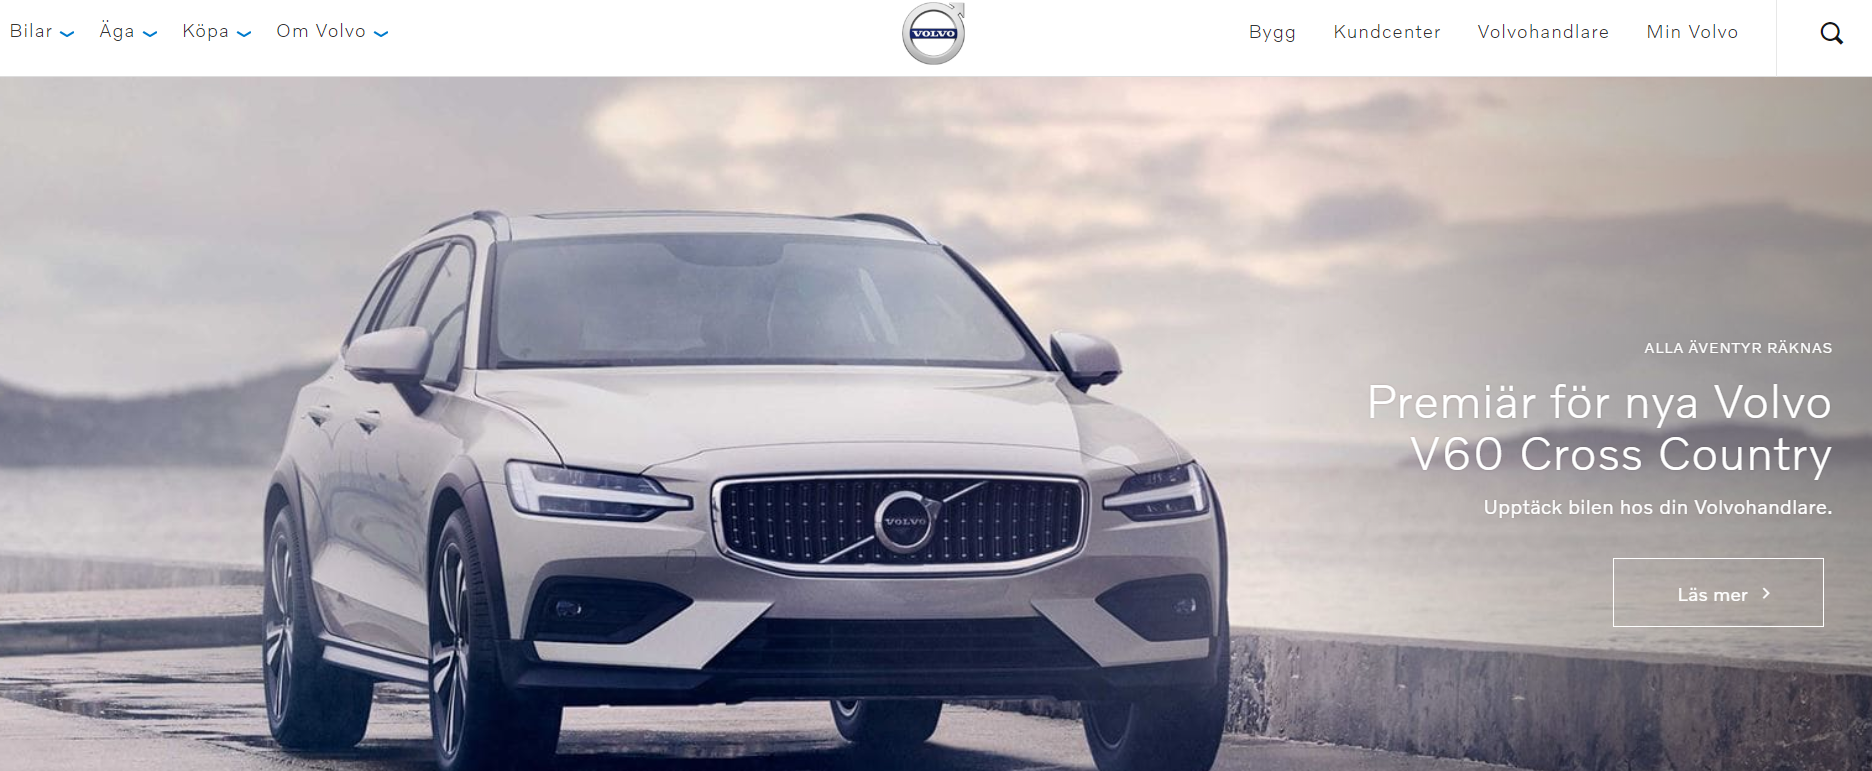 Bilar Äga Köpa Om Volvo VOLVO Bygg Kundcenter Volvohandlare Min Volvo
ALLA ÄVENTYR RÄKNAS
Premiär för nya Volvo
V60 Cross Country
Upptäck bilen hos din Volvohandlare.
VOLVO
Läs mer